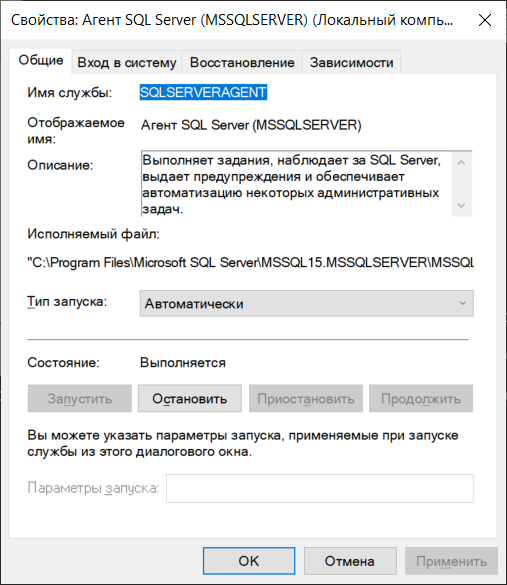 Свойства: Агент SQL Server (MSSQLSERVER) (Локальный компь...
Общие Вход в систему Восстановление Зависимости
Имя службы: SQLSERVERAGENT
Отображаемое
имя: Агент SQL Server (MSSQLSERVER)
Описание: Выполняет задания, наблюдает за SQL Server,
выдает предупреждения и обеспечивает
автоматизацию некоторых административных
задач.
Исполняемый файл:
"C:\Program Files\Microsoft SQL Server\MSSQL15.MSSQLSERVER\MSSQL
Тип запуска: Автоматически
Состояние: Выполняется
Запустить Остановить Приостановить Продолжить
Вы можете указать параметры запуска, применяемые при запуске
службы из этого диалогового окна.
Параметры запуска:
OK Отмена Применить